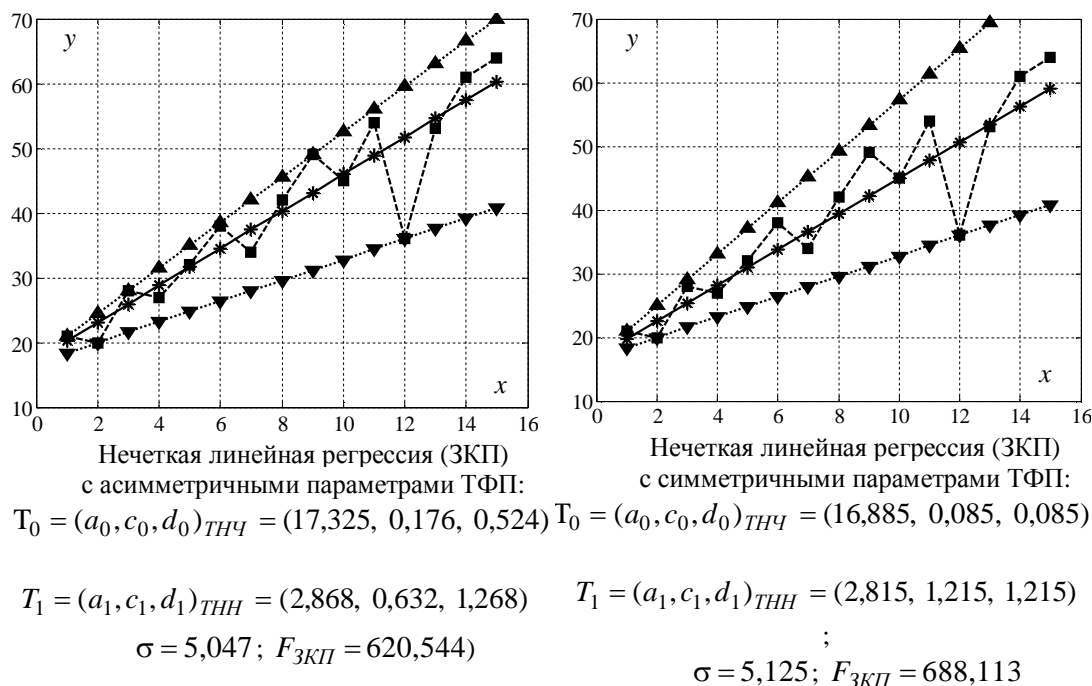 70
60
50
40
30
20
10
y
x
0 2 4 6 8 10 12 14 16
Нечеткая линейная регрессия (ЗКП)
с асимметричными параметрами ТФП:
T₀ = (a₀, c₀, d₀)ТНЧ = (17,325, 0,176, 0,524)
T₁ = (a₁, c₁, d₁)ТНН = (2,868, 0,632, 1,268)
σ = 5,047; FЗКП = 620,544)
70
60
50
40
30
20
10
y
x
0 2 4 6 8 10 12 14 16
Нечеткая линейная регрессия (ЗКП)
с симметричными параметрами ТФП:
T₀ = (a₀, c₀, d₀)ТНЧ = (16,885, 0,085, 0,085)
T₁ = (a₁, c₁, d₁)ТНН = (2,815, 1,215, 1,215)
;
σ = 5,125; FЗКП = 688,113